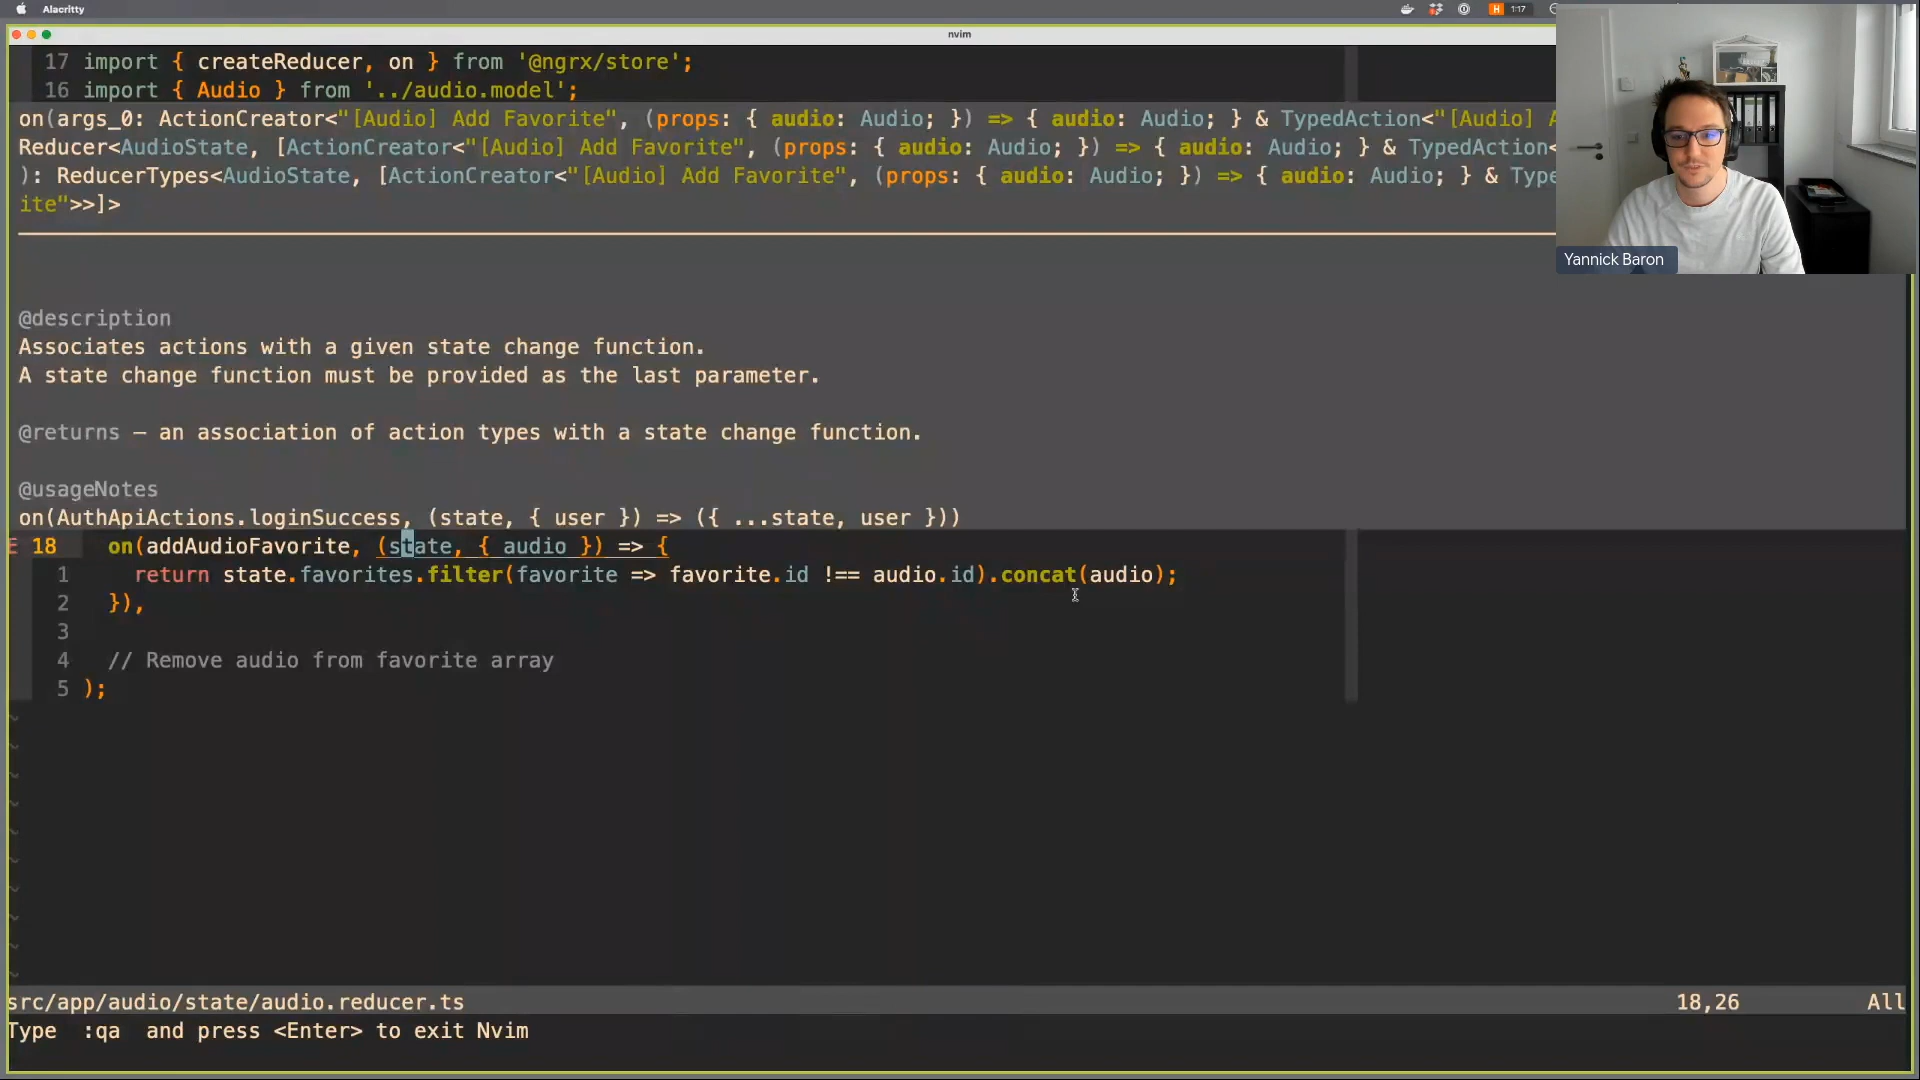 Alacritty
1:17
nvim
17 import { createReducer, on } from '@ngrx/store';
16 import { Audio } from '../audio.model';
on(args_0: ActionCreator<"[Audio] Add Favorite", (props: { audio: Audio; }) => { audio: Audio; } & TypedAction<"[Audio] A
Reducer<AudioState, [ActionCreator<"[Audio] Add Favorite", (props: { audio: Audio; }) => { audio: Audio; } & TypedAction<
): ReducerTypes<AudioState, [ActionCreator<"[Audio] Add Favorite", (props: { audio: Audio; }) => { audio: Audio; } & Type
ite">>]>
Yannick Baron
@description
Associates actions with a given state change function.
A state change function must be provided as the last parameter.
@returns — an association of action types with a state change function.
@usageNotes
on(AuthApiActions.loginSuccess, (state, { user }) => ({ ...state, user }))
E 18 on(addAudioFavorite, (state, { audio }) => {
1 return state.favorites.filter(favorite => favorite.id !== audio.id).concat(audio);
2 }),
3
4 // Remove audio from favorite array
5 );
~
~
~
~
~
~
~
~
~
~
src/app/audio/state/audio.reducer.ts 18,26 All
Type :qa and press <Enter> to exit Nvim